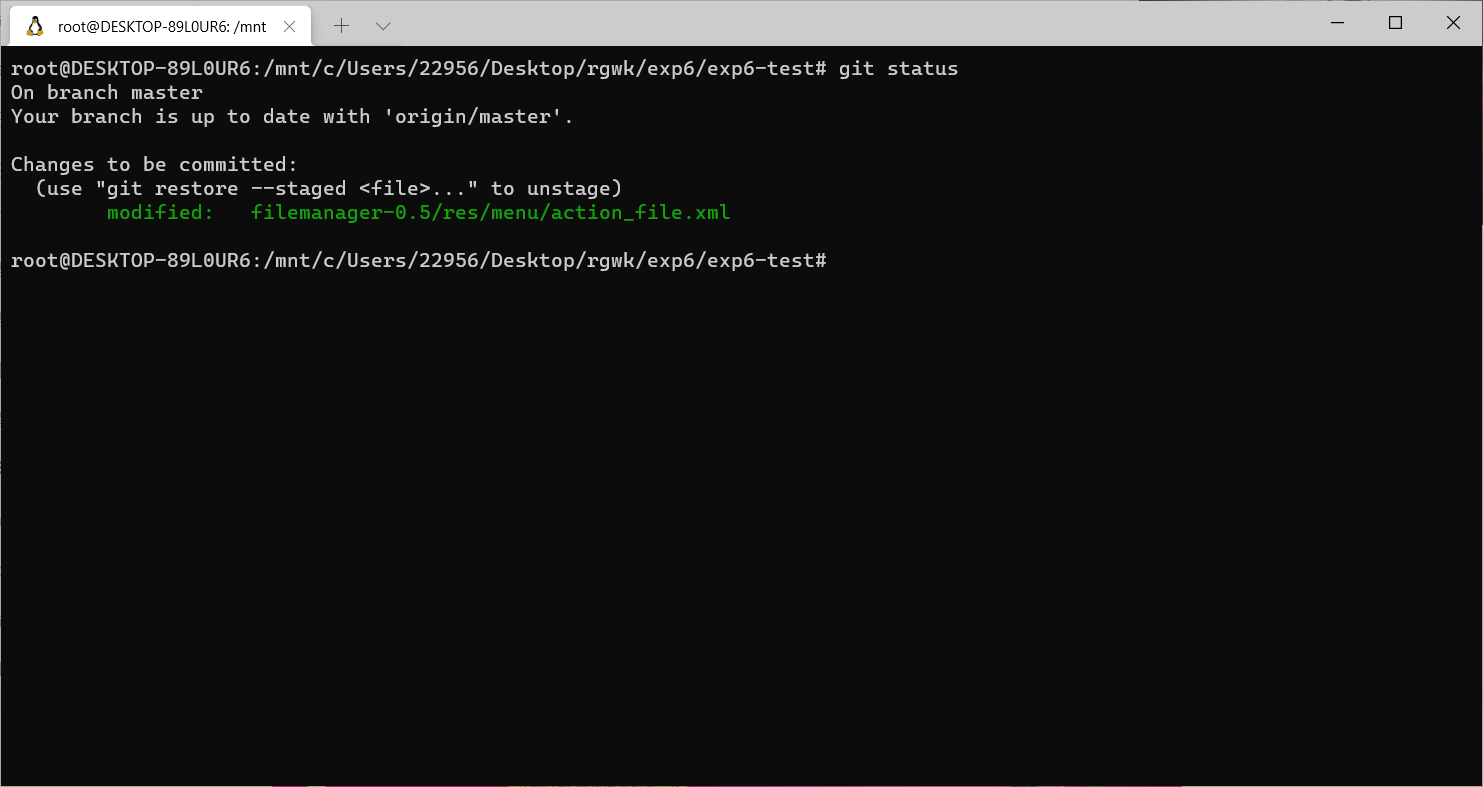 root@DESKTOP-89L0UR6: /mnt
root@DESKTOP-89L0UR6:/mnt/c/Users/22956/Desktop/rgwk/exp6/exp6-test# git status
On branch master
Your branch is up to date with 'origin/master'.
Changes to be committed:
  (use "git restore --staged <file>..." to unstage)
        modified:   filemanager-0.5/res/menu/action_file.xml
root@DESKTOP-89L0UR6:/mnt/c/Users/22956/Desktop/rgwk/exp6/exp6-test#